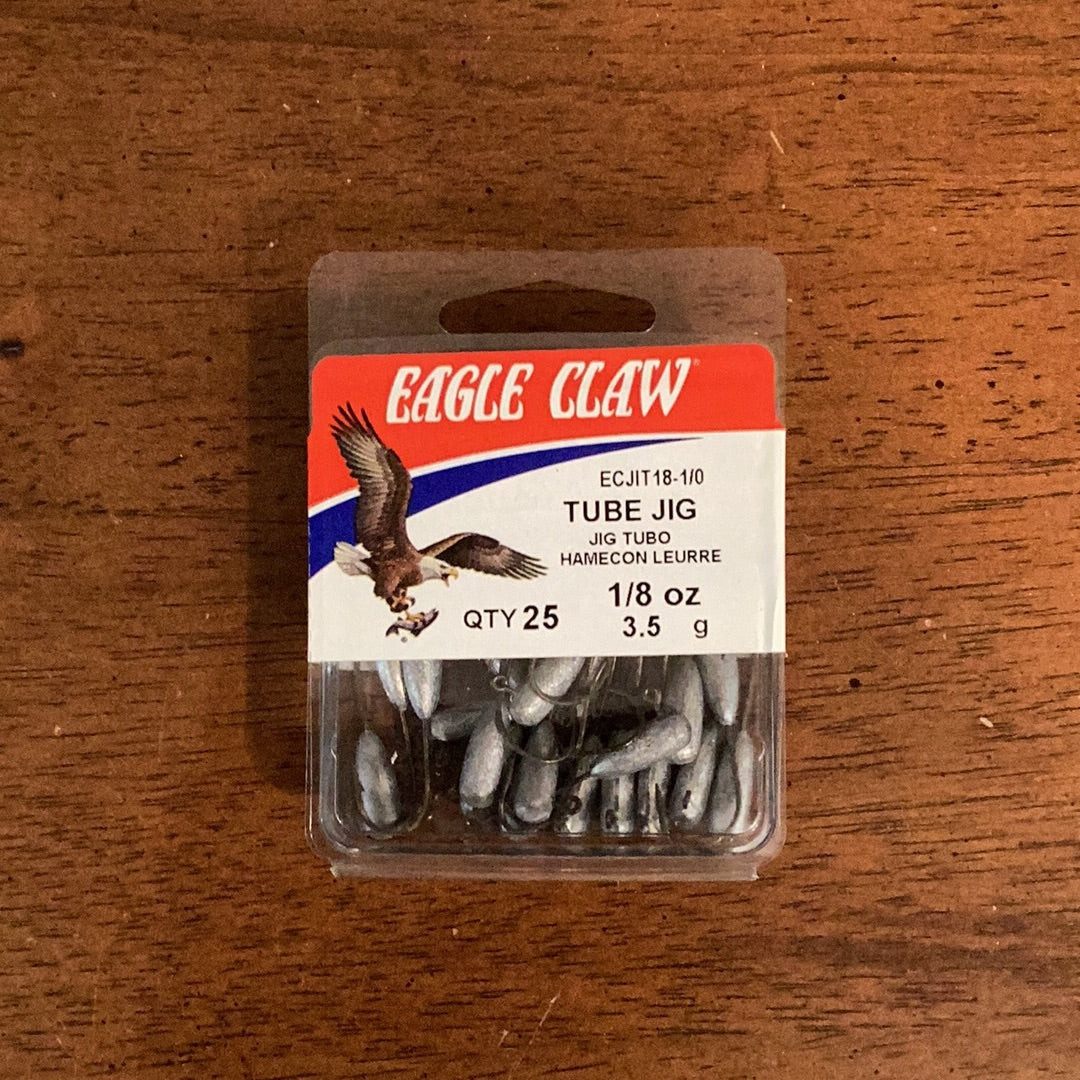 EAGLE CLAW®
ECJIT18-1/0
TUBE JIG
JIG TUBO
HAMECON LEURRE
1/8 oz
QTY 25
3.5 g